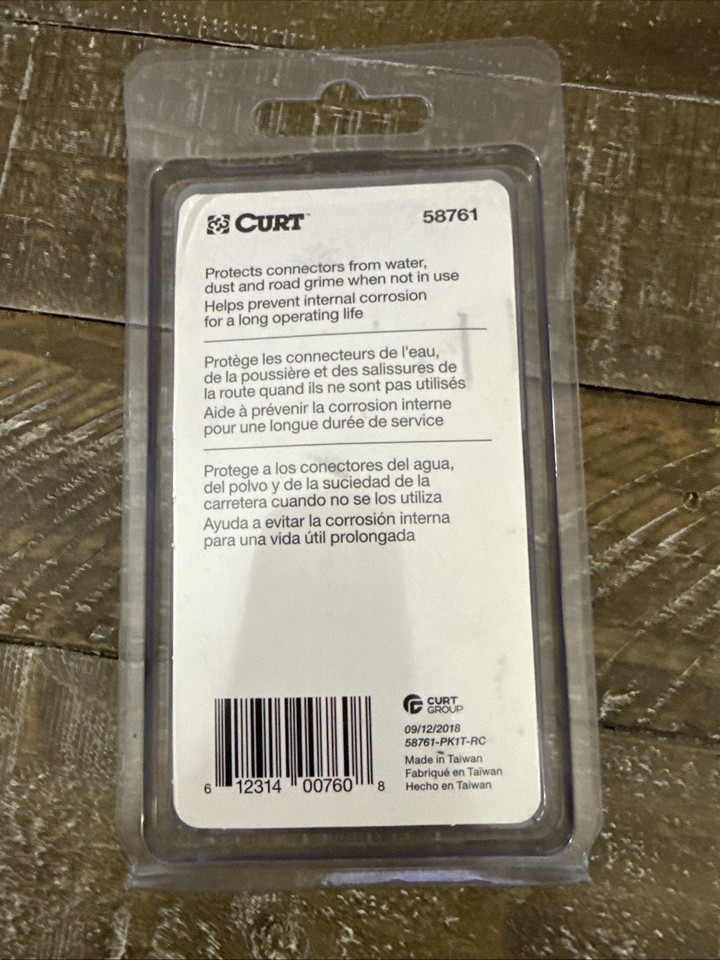 CURT™
58761
Protects connectors from water,
dust and road grime when not in use
Helps prevent internal corrosion
for a long operating life
Protège les connecteurs de l'eau,
de la poussière et des salissures de
la route quand ils ne sont pas utilisés
Aide à prévenir la corrosion interne
pour une longue durée de service
Protege a los conectores del agua,
del polvo y de la suciedad de la
carretera cuando no se los utiliza
Ayuda a evitar la corrosión interna
para una vida útil prolongada
6 12314 00760 8
CURT
GROUP
09/12/2018
58761-PK1T-RC
Made in Taiwan
Fabriqué en Taïwan
Hecho en Taiwan